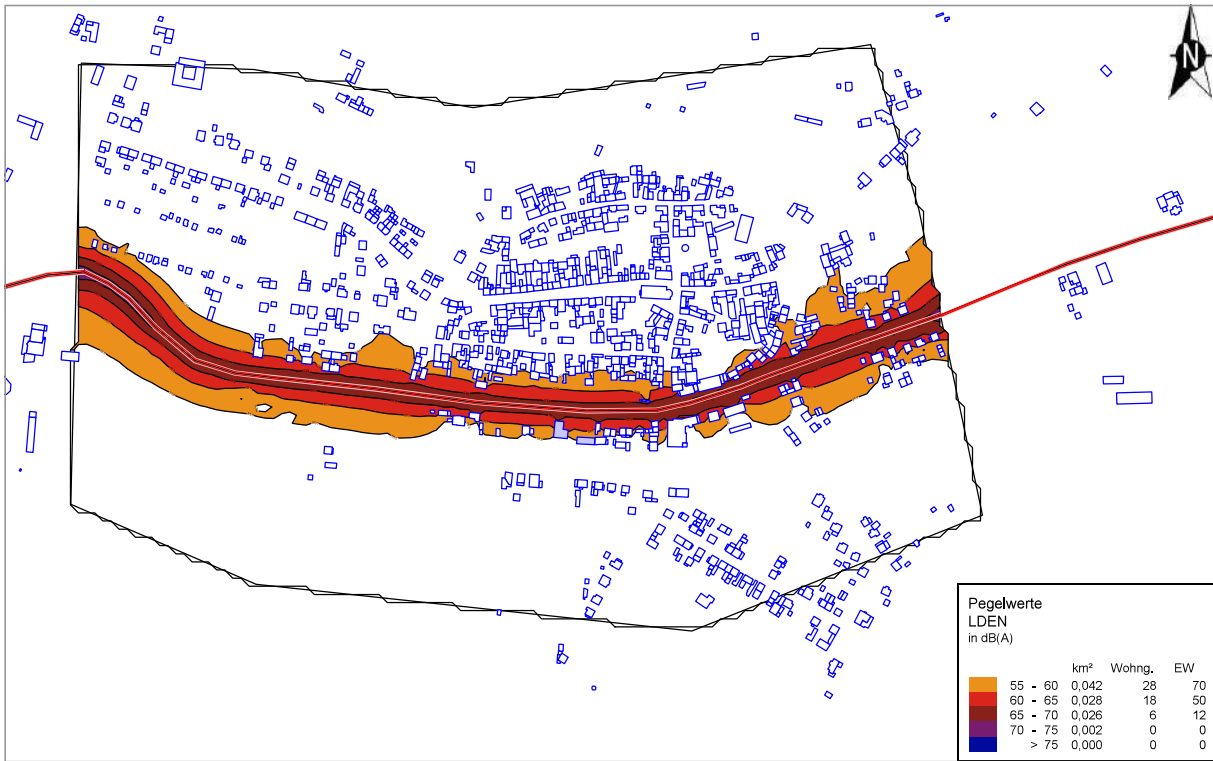 N
Pegelwerte
LDEN
in dB(A)
km² Wohng. EW
55 - 60 0,042 28 70
60 - 65 0,028 18 50
65 - 70 0,026 6 12
70 - 75 0,002 0 0
> 75 0,000 0 0